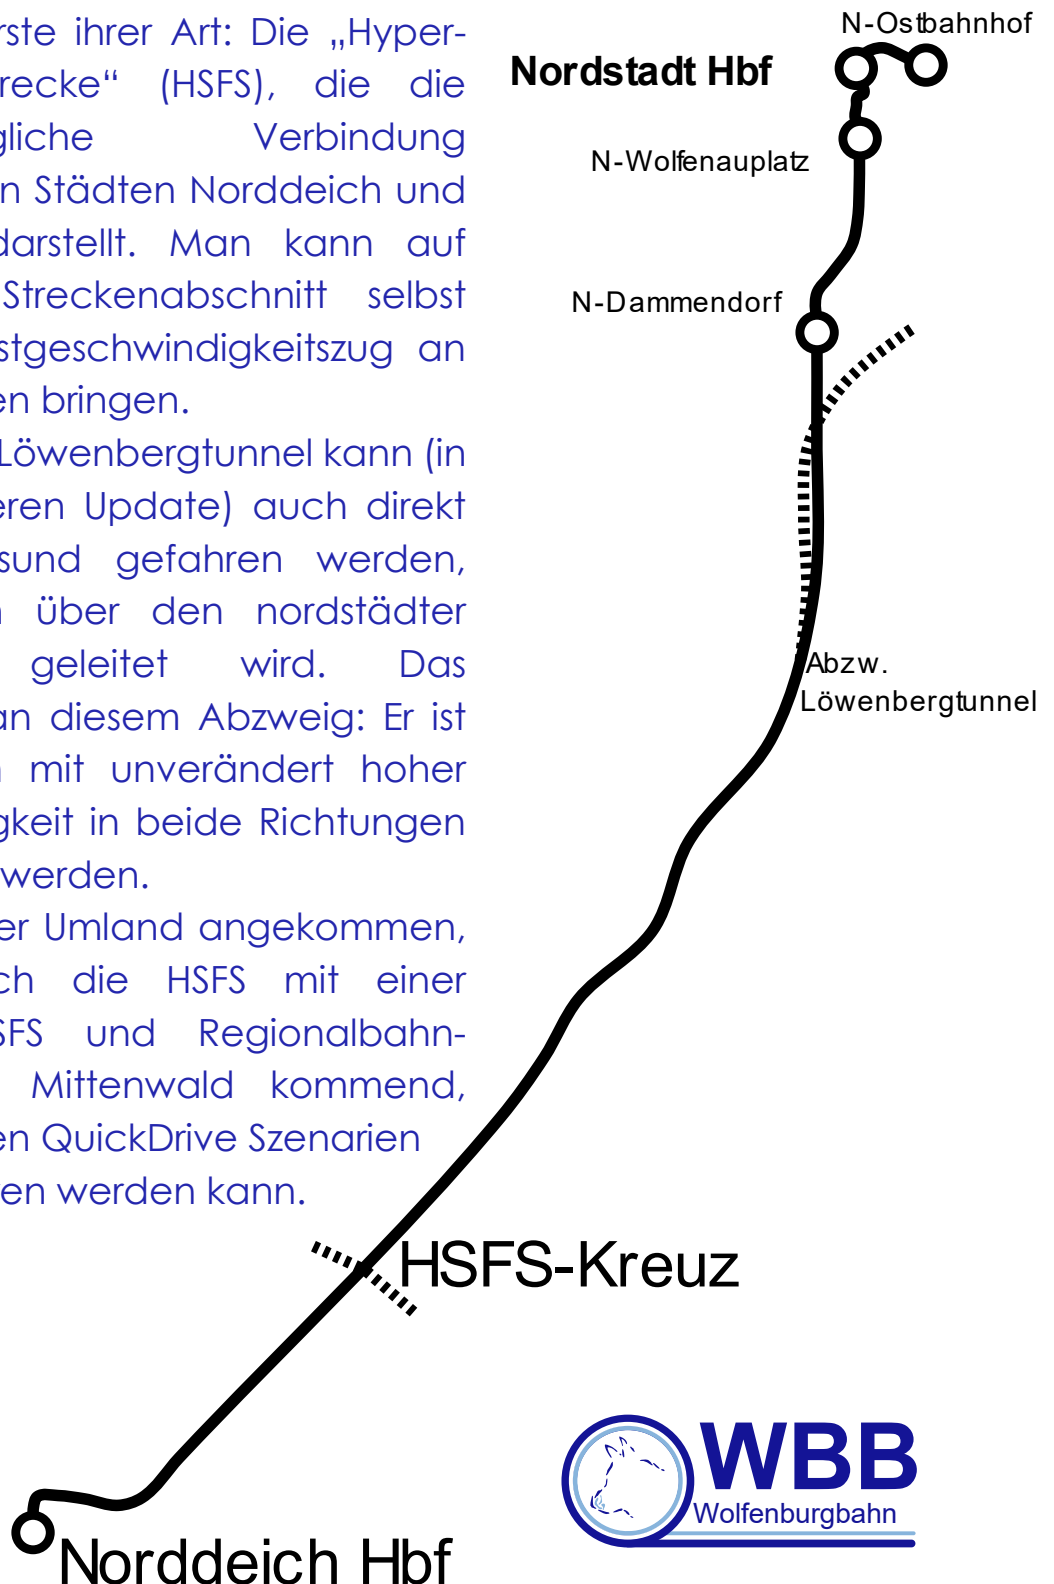 rste ihrer Art: Die „Hyper-
recke“ (HSFS), die die
gliche Verbindung
n Städten Norddeich und
darstellt. Man kann auf
Streckenabschnitt selbst
stgeschwindigkeitszug an
en bringen.
Löwenbergtunnel kann (in
eren Update) auch direkt
sund gefahren werden,
n über den nordstädter
geleitet wird. Das
an diesem Abzweig: Er ist
n mit unverändert hoher
gkeit in beide Richtungen
werden.
er Umland angekommen,
ch die HSFS mit einer
SFS und Regionalbahn-
Mittenwald kommend,
en QuickDrive Szenarien
ren werden kann.
N-Ostbahnhof
Nordstadt Hbf
N-Wolfenauplatz
N-Dammendorf
Abzw.
Löwenbergtunnel
HSFS-Kreuz
Norddeich Hbf
WBB
Wolfenburgbahn